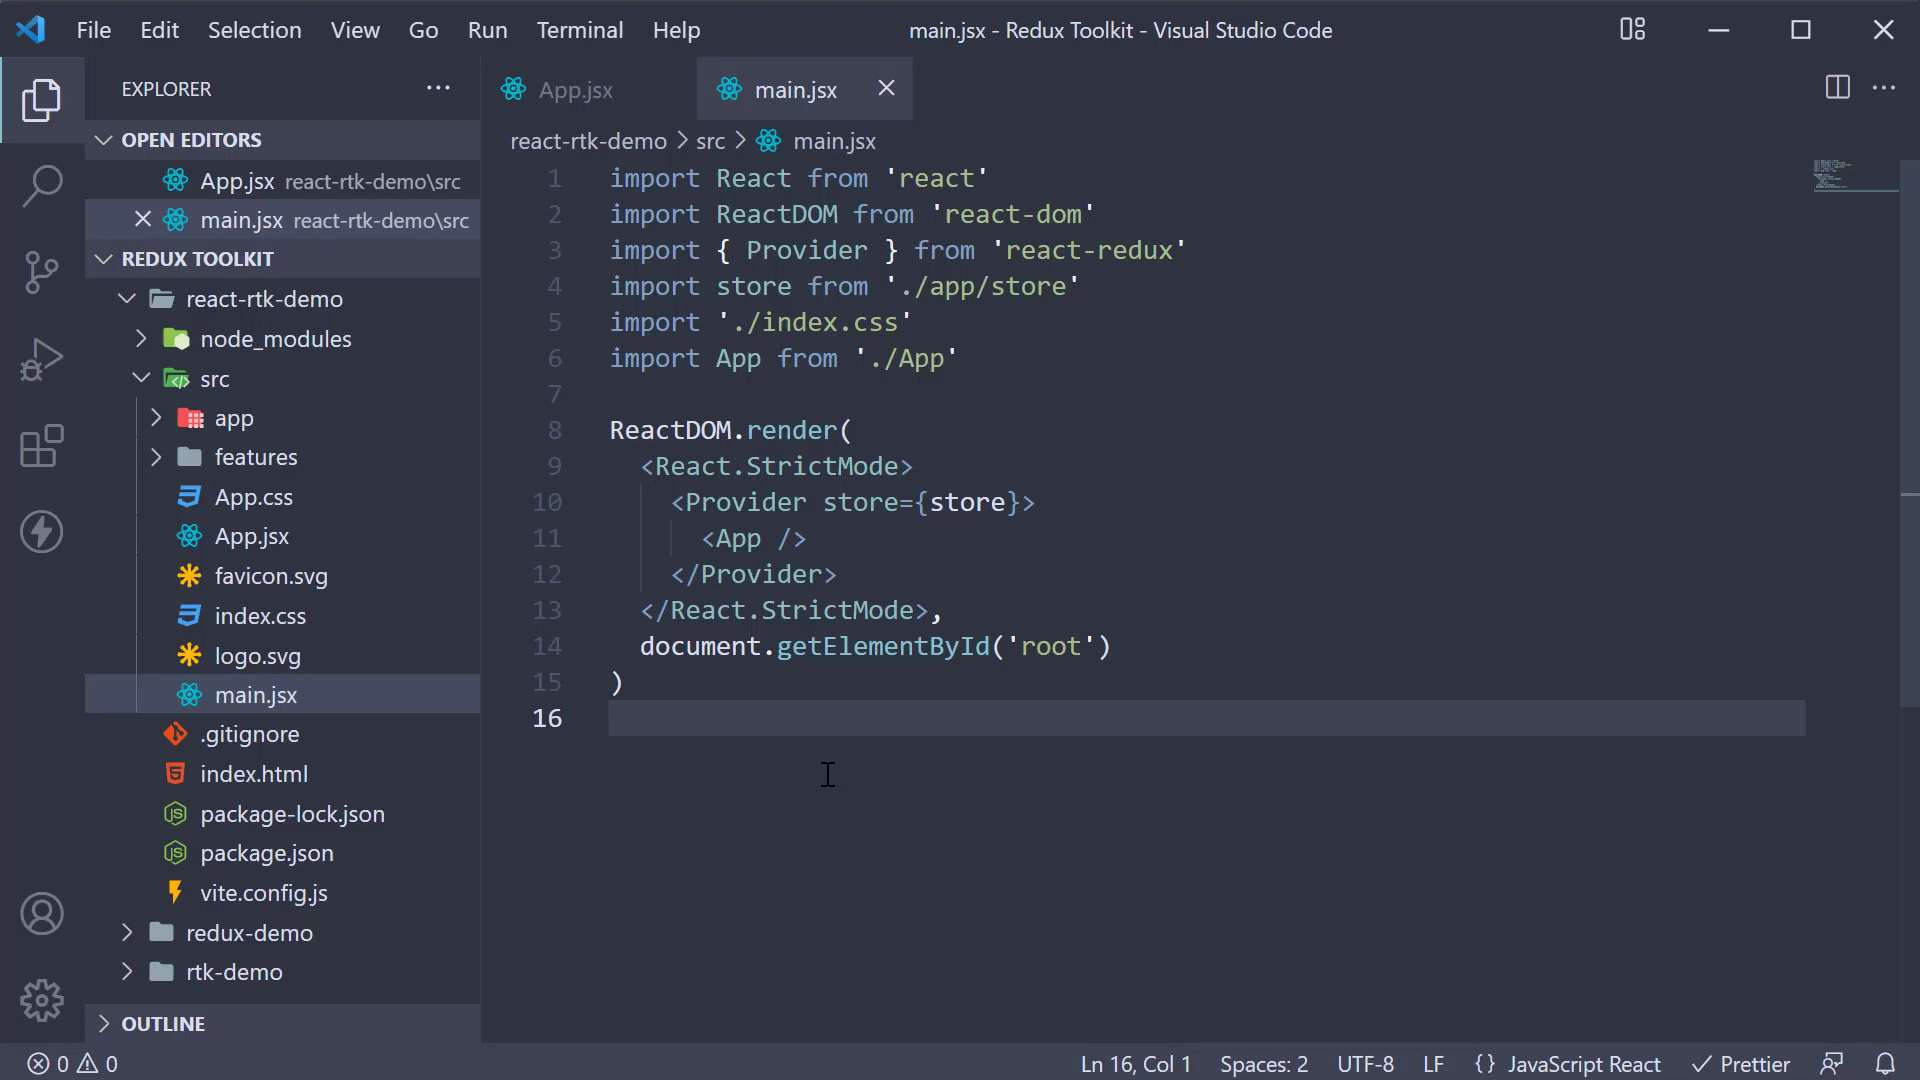 File Edit Selection View Go Run Terminal Help
main.jsx - Redux Toolkit - Visual Studio Code
EXPLORER
OPEN EDITORS
App.jsx react-rtk-demo\src
main.jsx react-rtk-demo\src
REDUX TOOLKIT
react-rtk-demo
node_modules
src
app
features
App.css
App.jsx
favicon.svg
index.css
logo.svg
main.jsx
.gitignore
index.html
package-lock.json
package.json
vite.config.js
redux-demo
rtk-demo
OUTLINE
App.jsx
main.jsx
react-rtk-demo > src > main.jsx
1 import React from 'react'
2 import ReactDOM from 'react-dom'
3 import { Provider } from 'react-redux'
4 import store from './app/store'
5 import './index.css'
6 import App from './App'
7
8 ReactDOM.render(
9 <React.StrictMode>
10 <Provider store={store}>
11 <App />
12 </Provider>
13 </React.StrictMode>,
14 document.getElementById('root')
15 )
16
0 0
Ln 16, Col 1 Spaces: 2 UTF-8 LF {} JavaScript React Prettier